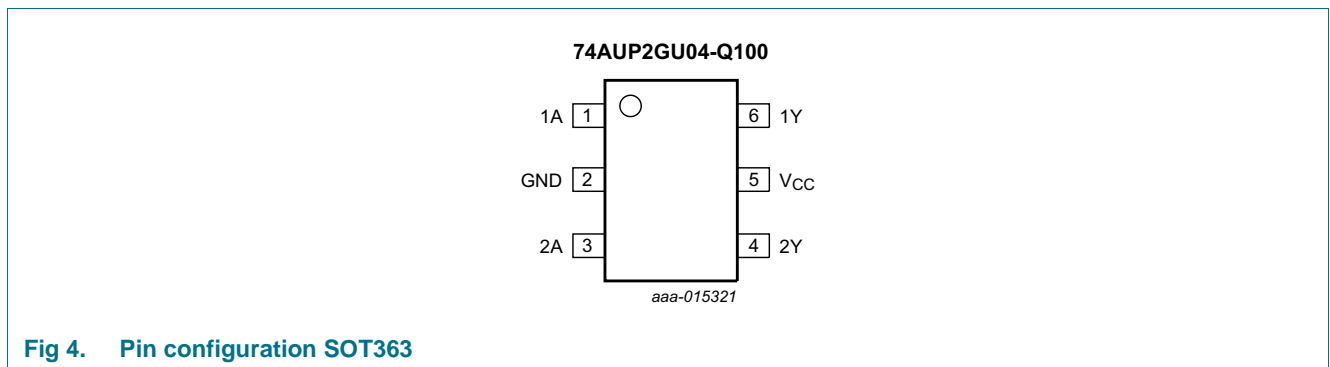 74AUP2GU04-Q100
1A 1 6 1Y
GND 2 5 VCC
2A 3 4 2Y
aaa-015321
Fig 4. Pin configuration SOT363